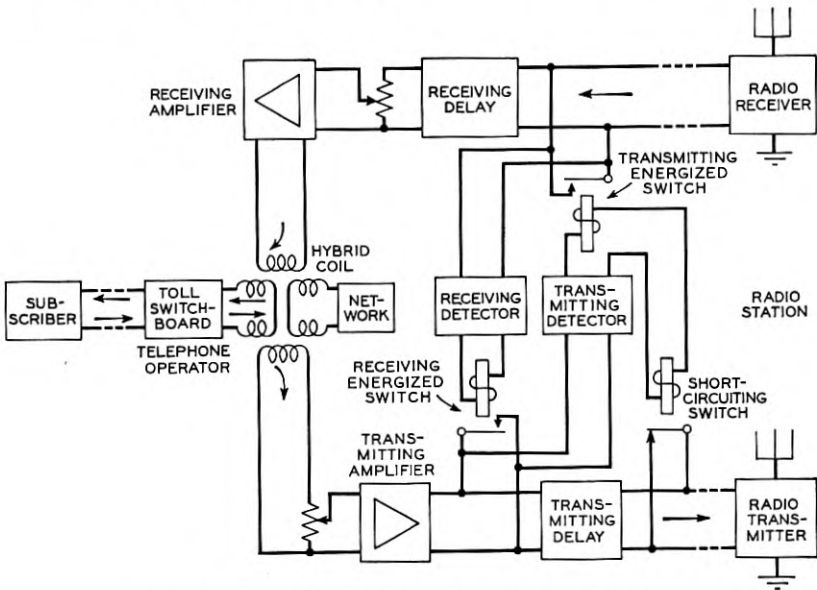 RECEIVING
AMPLIFIER
RECEIVING
DELAY
RADIO
RECEIVER
TRANSMITTING
ENERGIZED
SWITCH
HYBRID
COIL
SUB-
SCRIBER
TOLL
SWITCH-
BOARD
NET-
WORK
TELEPHONE
OPERATOR
RECEIVING
DETECTOR
TRANS-
MITTING
DETECTOR
RADIO
STATION
RECEIVING
ENERGIZED
SWITCH
SHORT-
CIRCUITING
SWITCH
TRANS-
MITTING
AMPLIFIER
TRANS-
MITTING
DELAY
RADIO
TRANS-
MITTER